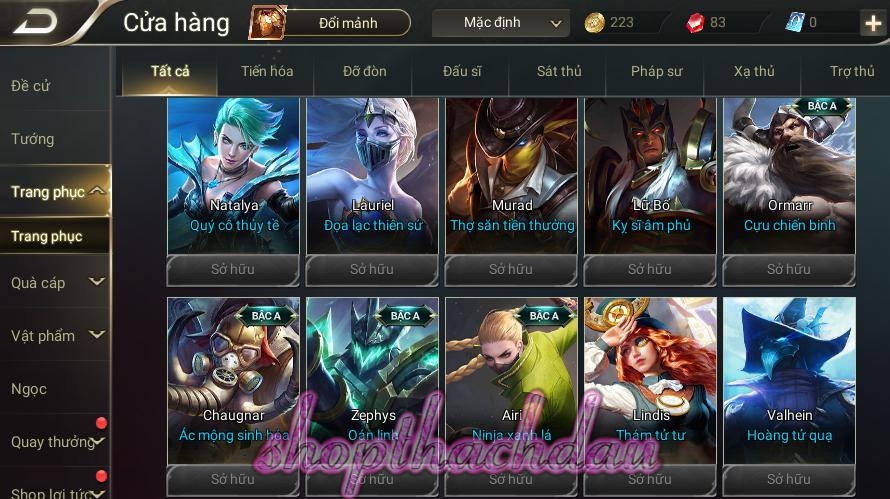 Cửa hàng
Đổi mảnh
Mặc định
223
83
0
Tất cả
Tiến hóa
Đỡ đòn
Đấu sĩ
Sát thủ
Pháp sư
Xạ thủ
Trợ thủ
Đề cử
Tướng
Trang phục
Trang phục
Quà cáp
Vật phẩm
Ngọc
Quay thưởng
Shop lợi tức
Natalya
Quý cô thủy tề
Sở hữu
Lauriel
Đọa lạc thiên sứ
Sở hữu
Murad
Thợ săn tiền thưởng
Sở hữu
Lữ Bố
Kỵ sĩ âm phủ
Sở hữu
BẬC A
Ormarr
Cựu chiến binh
Sở hữu
BẬC A
Chaugnar
Ác mộng sinh hóa
Sở hữu
BẬC A
Zephys
Oán linh
Sở hữu
BẬC A
Airi
Ninja xanh lá
Sở hữu
Lindis
Thám tử tư
Sở hữu
Valhein
Hoàng tử quạ
Sở hữu
shopthachdau